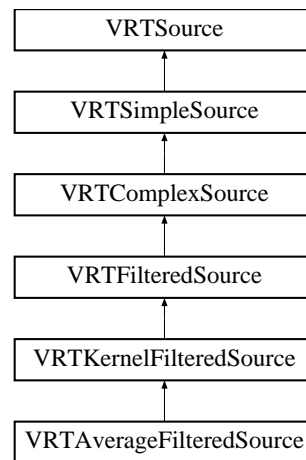 VRTSource
VRTSimpleSource
VRTComplexSource
VRTFilteredSource
VRTKernelFilteredSource
VRTAverageFilteredSource